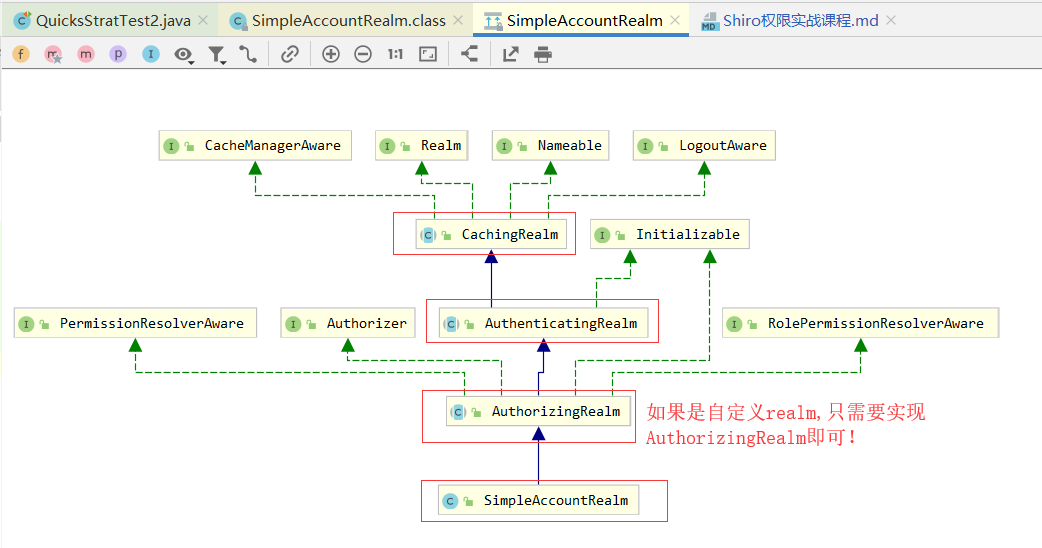 QuicksStratTest2.java SimpleAccountRealm.class SimpleAccountRealm Shiro权限实战课程.md
f m m p I 1:1
I CacheManagerAware I Realm I Nameable I LogoutAware
C CachingRealm I Initializable
I PermissionResolverAware I Authorizer C AuthenticatingRealm I RolePermissionResolverAware
C AuthorizingRealm 如果是自定义realm,只需要实现
AuthorizingRealm即可！
C SimpleAccountRealm